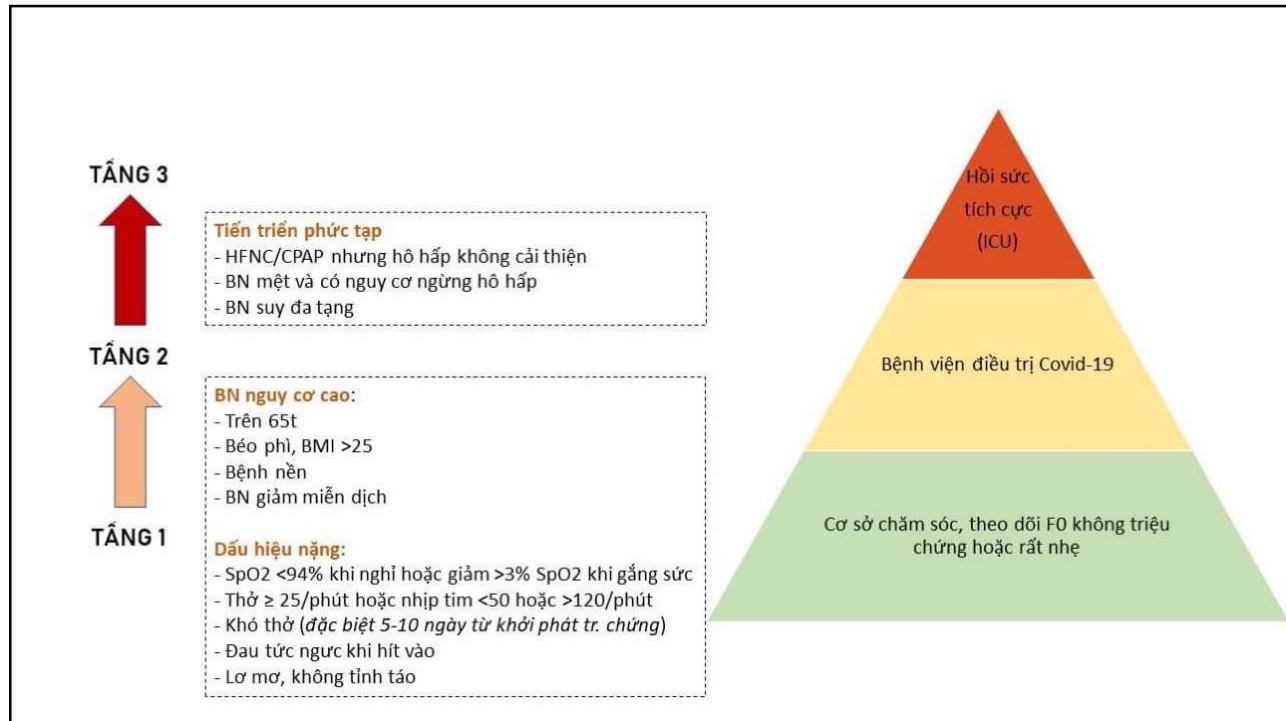 TẦNG 3
Tiến triển phức tạp
- HFNC/CPAP nhưng hô hấp không cải thiện
- BN mệt và có nguy cơ ngừng hô hấp
- BN suy đa tạng
TẦNG 2
BN nguy cơ cao:
- Trên 65t
- Béo phì, BMI >25
- Bệnh nền
- BN giảm miễn dịch
TẦNG 1
Dấu hiệu nặng:
- SpO2 <94% khi nghỉ hoặc giảm >3% SpO2 khi gắng sức
- Thở ≥ 25/phút hoặc nhịp tim <50 hoặc >120/phút
- Khó thở (đặc biệt 5-10 ngày từ khởi phát tr. chứng)
- Đau tức ngưc khi hít vào
- Lơ mơ, không tỉnh táo
Hồi sức
tích cực
(ICU)
Bệnh viện điều trị Covid-19
Cơ sở chăm sóc, theo dõi F0 không triệu
chứng hoặc rất nhẹ